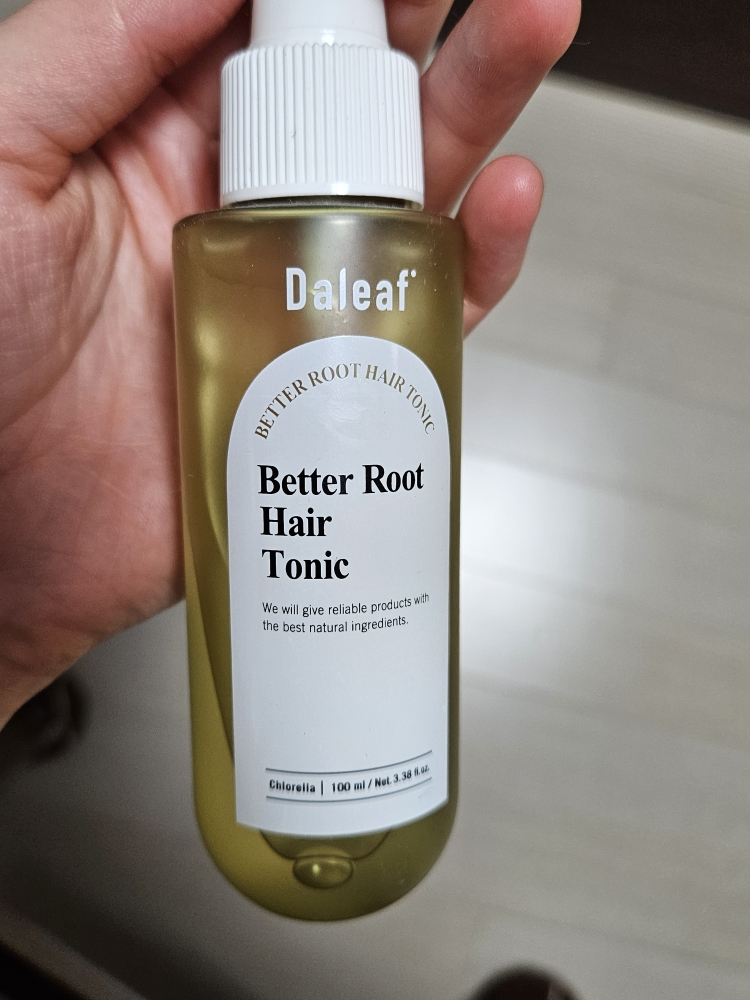 Daleaf
BETTER ROOT HAIR TONIC
Better Root
Hair
Tonic
We will give reliable products with
the best natural ingredients.
Chlorella | 100 ml / Net. 3.38 fl.oz.